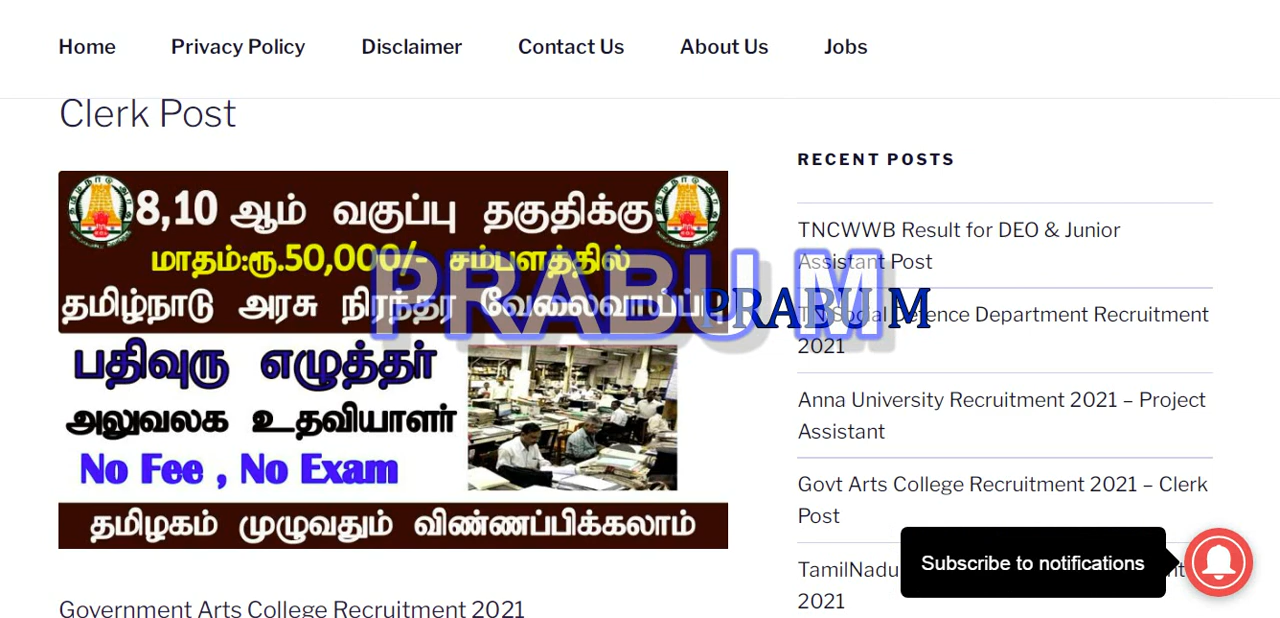 Home Privacy Policy Disclaimer Contact Us About Us Jobs
Clerk Post
8,10 ஆம் வகுப்பு தகுதிக்கு
மாதம்:ரூ.50,000/- சம்பளத்தில்
தமிழ்நாடு அரசு நிரந்தர வேலைவாய்ப்பு
PRABU M
PRABU M
பதிவுரு எழுத்தர்
அலுவலக உதவியாளர்
No Fee , No Exam
தமிழகம் முழுவதும் விண்ணப்பிக்கலாம்
Government Arts College Recruitment 2021
RECENT POSTS
TNCWWB Result for DEO & Junior
Assistant Post
TN Social Defence Department Recruitment
2021
Anna University Recruitment 2021 – Project
Assistant
Govt Arts College Recruitment 2021 – Clerk
Post
TamilNadu
2021
Subscribe to notifications